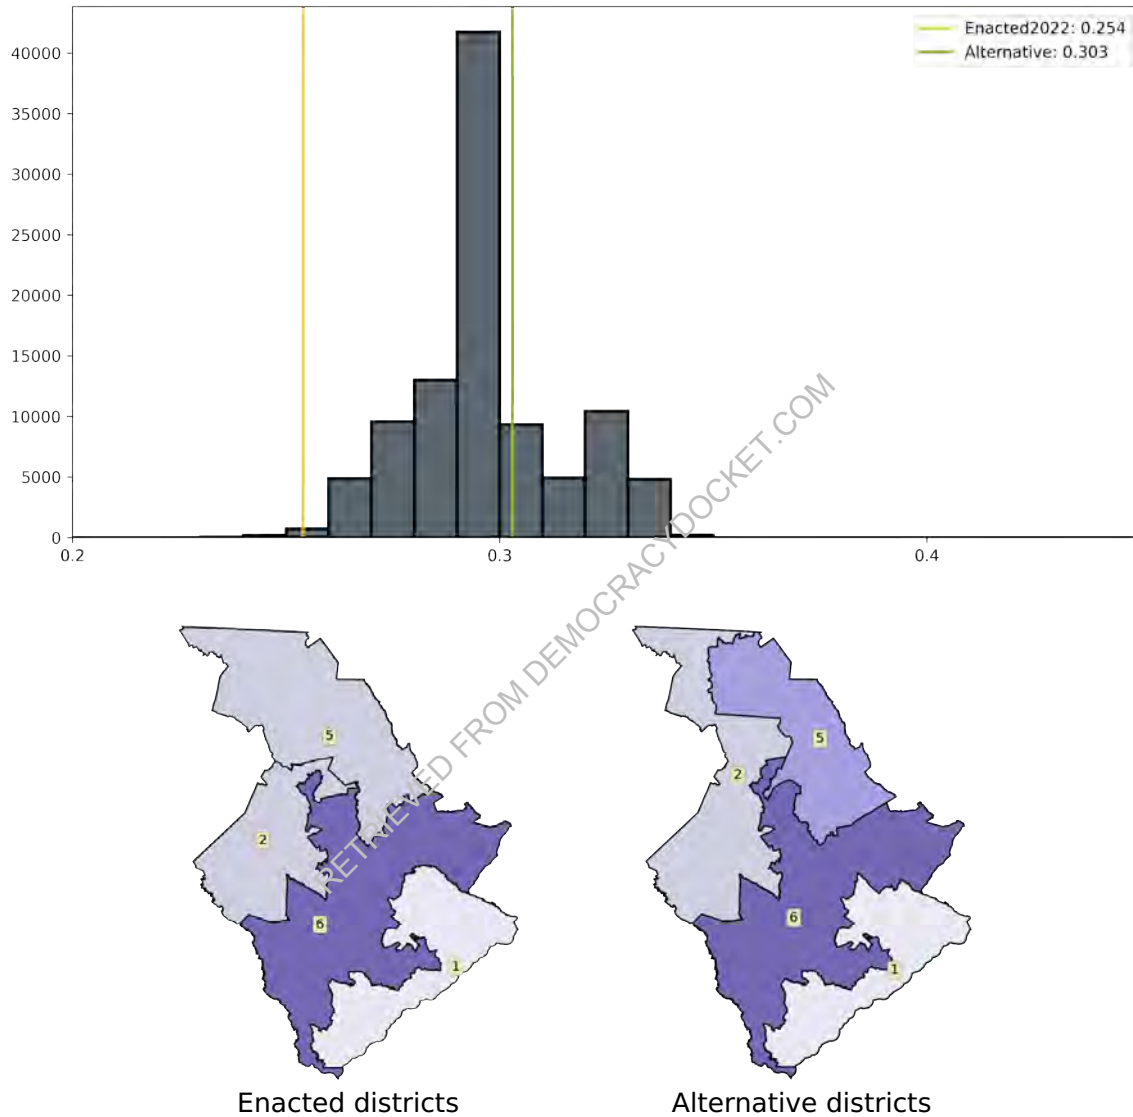 Enacted2022: 0.254
Alternative: 0.303
40000
35000
30000
25000
20000
15000
10000
5000
0
0.2 0.3 0.4
RETRIEVED FROM DEMOCRACYDOCKET.COM
5
2
6
1
5
2
6
1
Enacted districts
Alternative districts